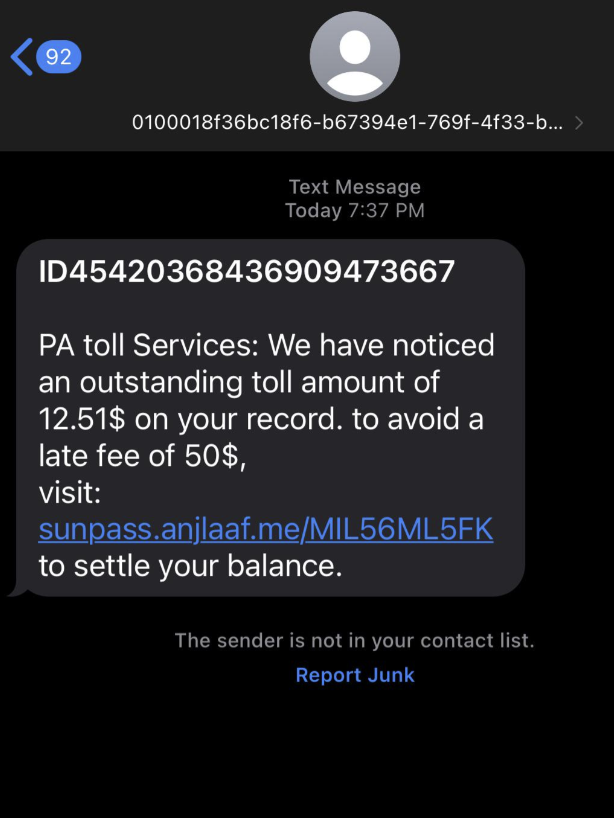 92
0100018f36bc18f6-b67394e1-769f-4f33-b...
Text Message
Today 7:37 PM
ID45420368436909473667
PA toll Services: We have noticed
an outstanding toll amount of
12.51$ on your record. to avoid a
late fee of 50$,
visit:
sunpass.anjlaaf.me/MIL56ML5FK
to settle your balance.
The sender is not in your contact list.
Report Junk